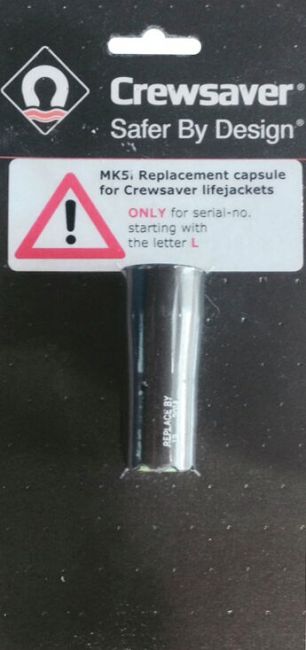 Crewsaver®
Safer By Design®
MK5i Replacement capsule
for Crewsaver lifejackets
ONLY for serial-no.
starting with
the letter L
!
REPLACE BY